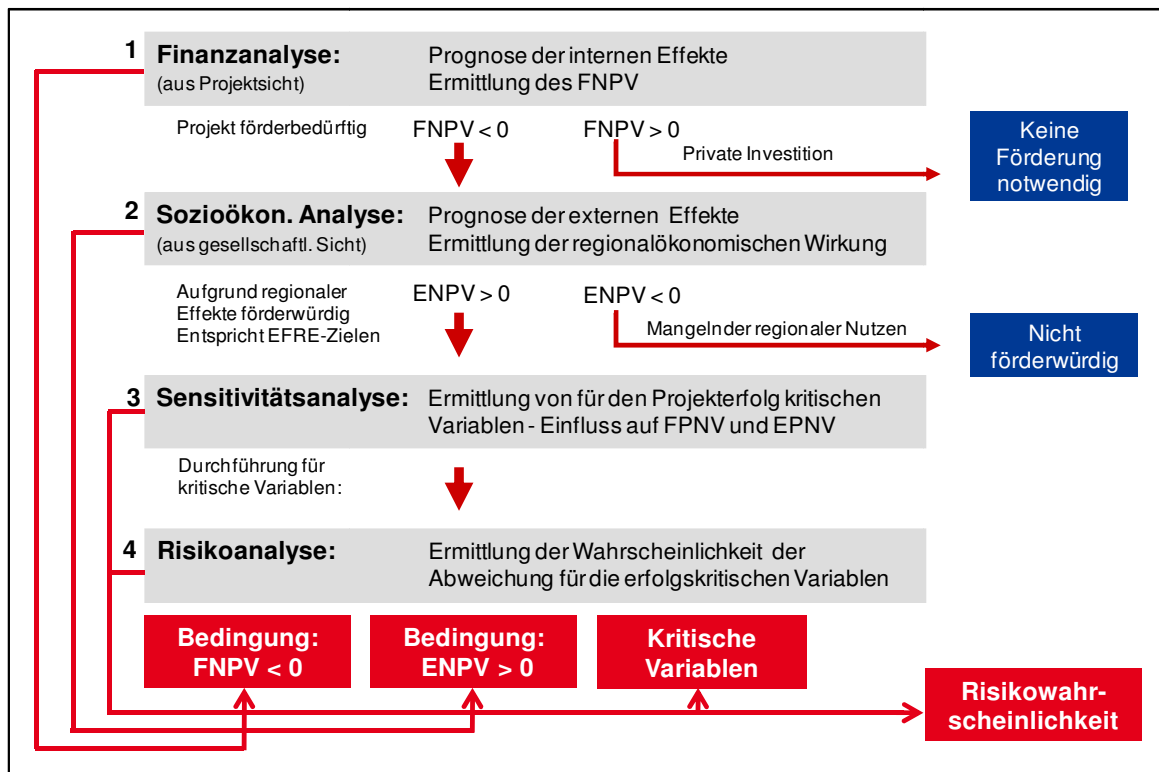 1
Finanzanalyse:
(aus Projektsicht)
Prognose der internen Effekte
Ermittlung des FNPV
Projekt förderbedürftig
FNPV < 0
FNPV > 0
Private Investition
Keine
Förderung
notwendig
2
Sozioökon. Analyse:
(aus gesellschaftl. Sicht)
Prognose der externen Effekte
Ermittlung der regionalökonomischen Wirkung
Aufgrund regionaler
Effekte förderwürdig
Entspricht EFRE-Zielen
ENPV > 0
ENPV < 0
Mangelnder regionaler Nutzen
Nicht
förderwürdig
3
Sensitivitätsanalyse:
Ermittlung von für den Projekterfolg kritischen
Variablen - Einfluss auf FPNV und EPNV
Durchführung für
kritische Variablen:
4
Risikoanalyse:
Ermittlung der Wahrscheinlichkeit der
Abweichung für die erfolgskritischen Variablen
Bedingung:
FNPV < 0
Bedingung:
ENPV > 0
Kritische
Variablen
Risikowahr-
scheinlichkeit